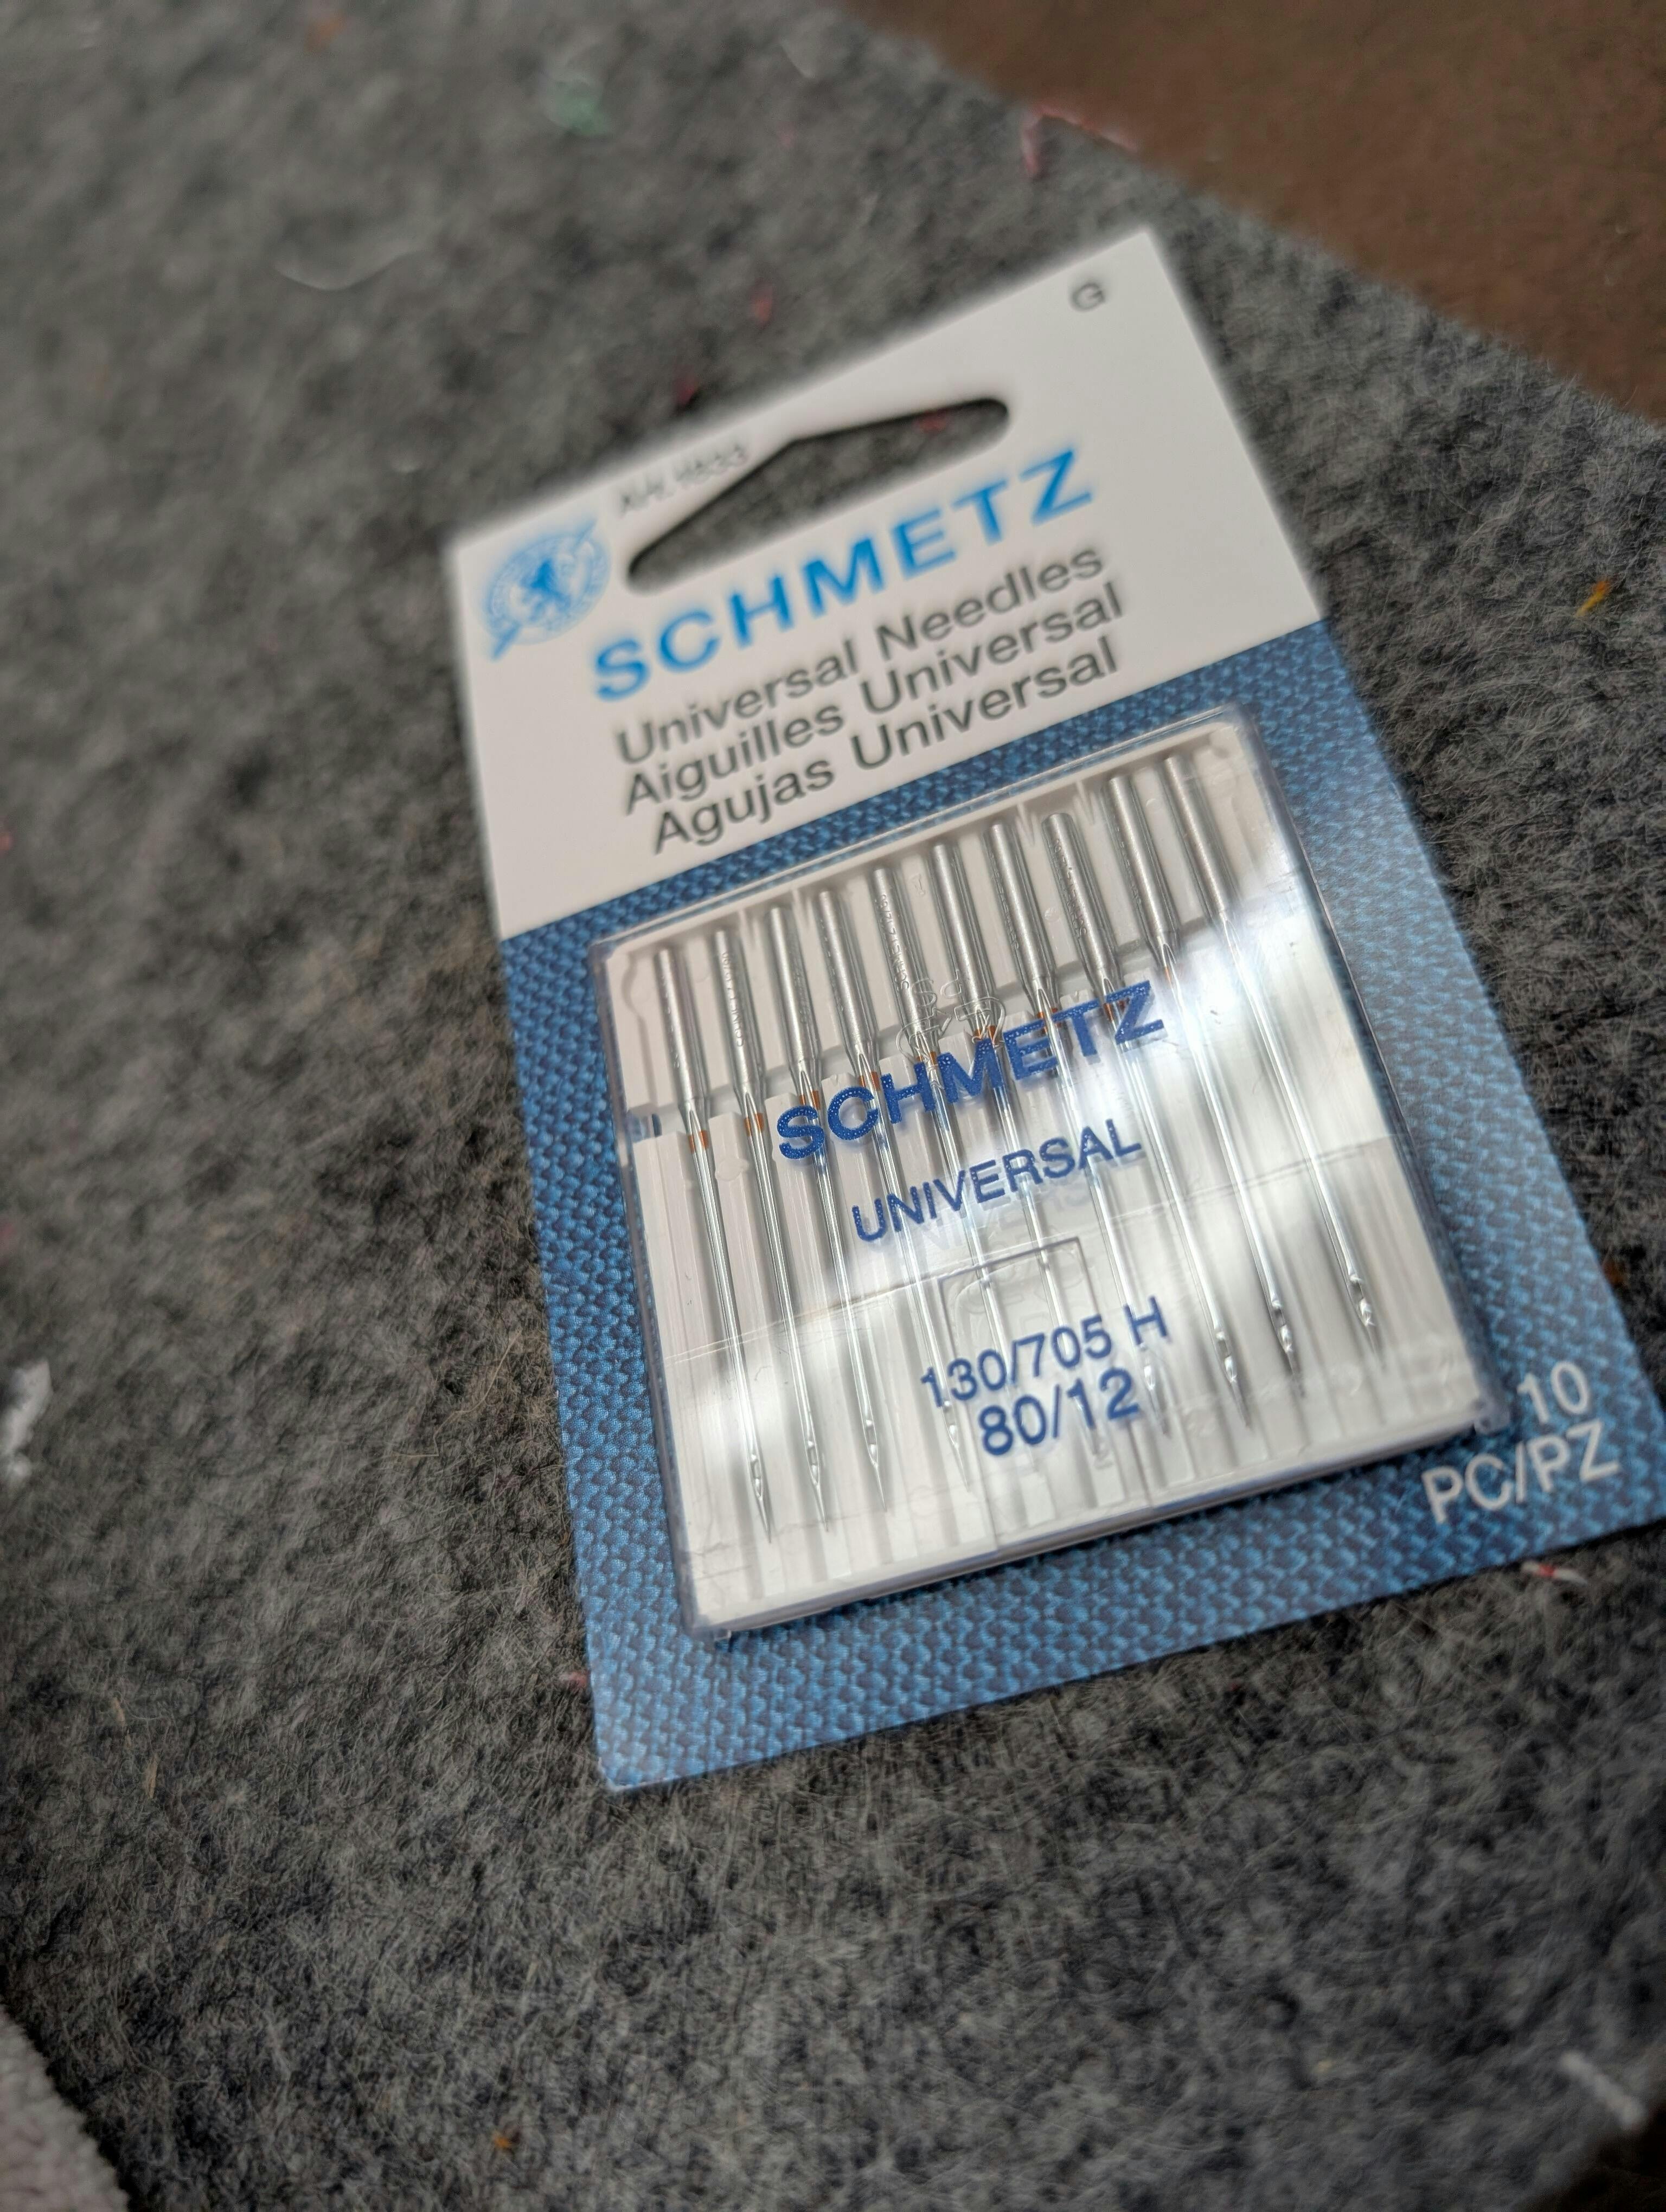 G
SCHMETZ
Universal Needles
Aiguilles Universal
Agujas Universal
SCHMETZ
UNIVERSAL
130/705 H
80/12
10
PC/PZ